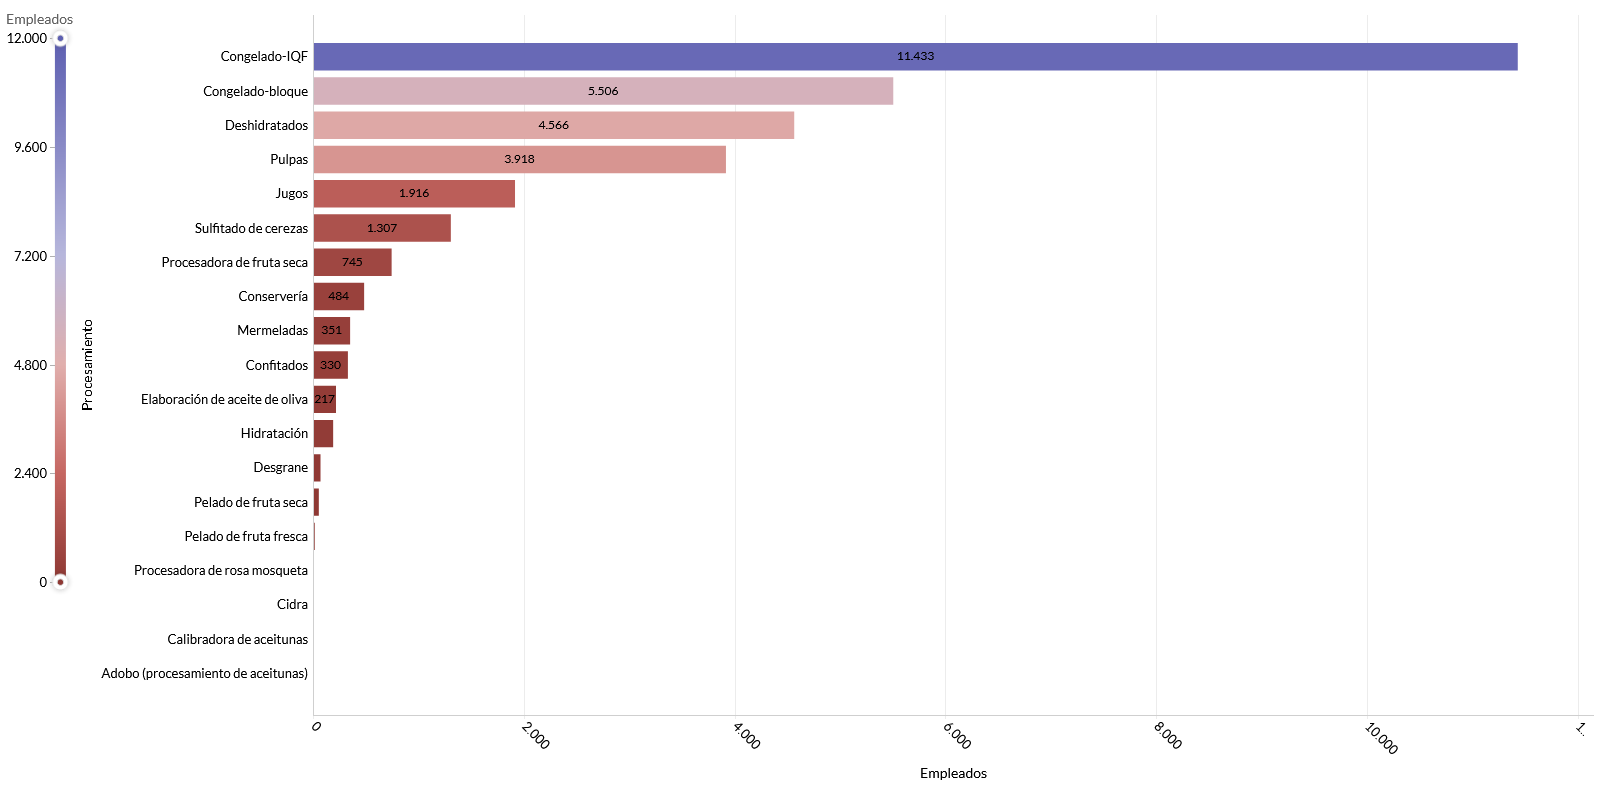 Empleados
12.000
9.600
7.200
4.800
2.400
0
Procesamiento
Congelado-IQF 11.433
Congelado-bloque 5.506
Deshidratados 4.566
Pulpas 3.918
Jugos 1.916
Sulfitado de cerezas 1.307
Procesadora de fruta seca 745
Conservería 484
Mermeladas 351
Confitados 330
Elaboración de aceite de oliva 217
Hidratación
Desgrane
Pelado de fruta seca
Pelado de fruta fresca
Procesadora de rosa mosqueta
Cidra
Calibradora de aceitunas
Adobo (procesamiento de aceitunas)
0 2.000 4.000 6.000 8.000 10.000 1..
Empleados